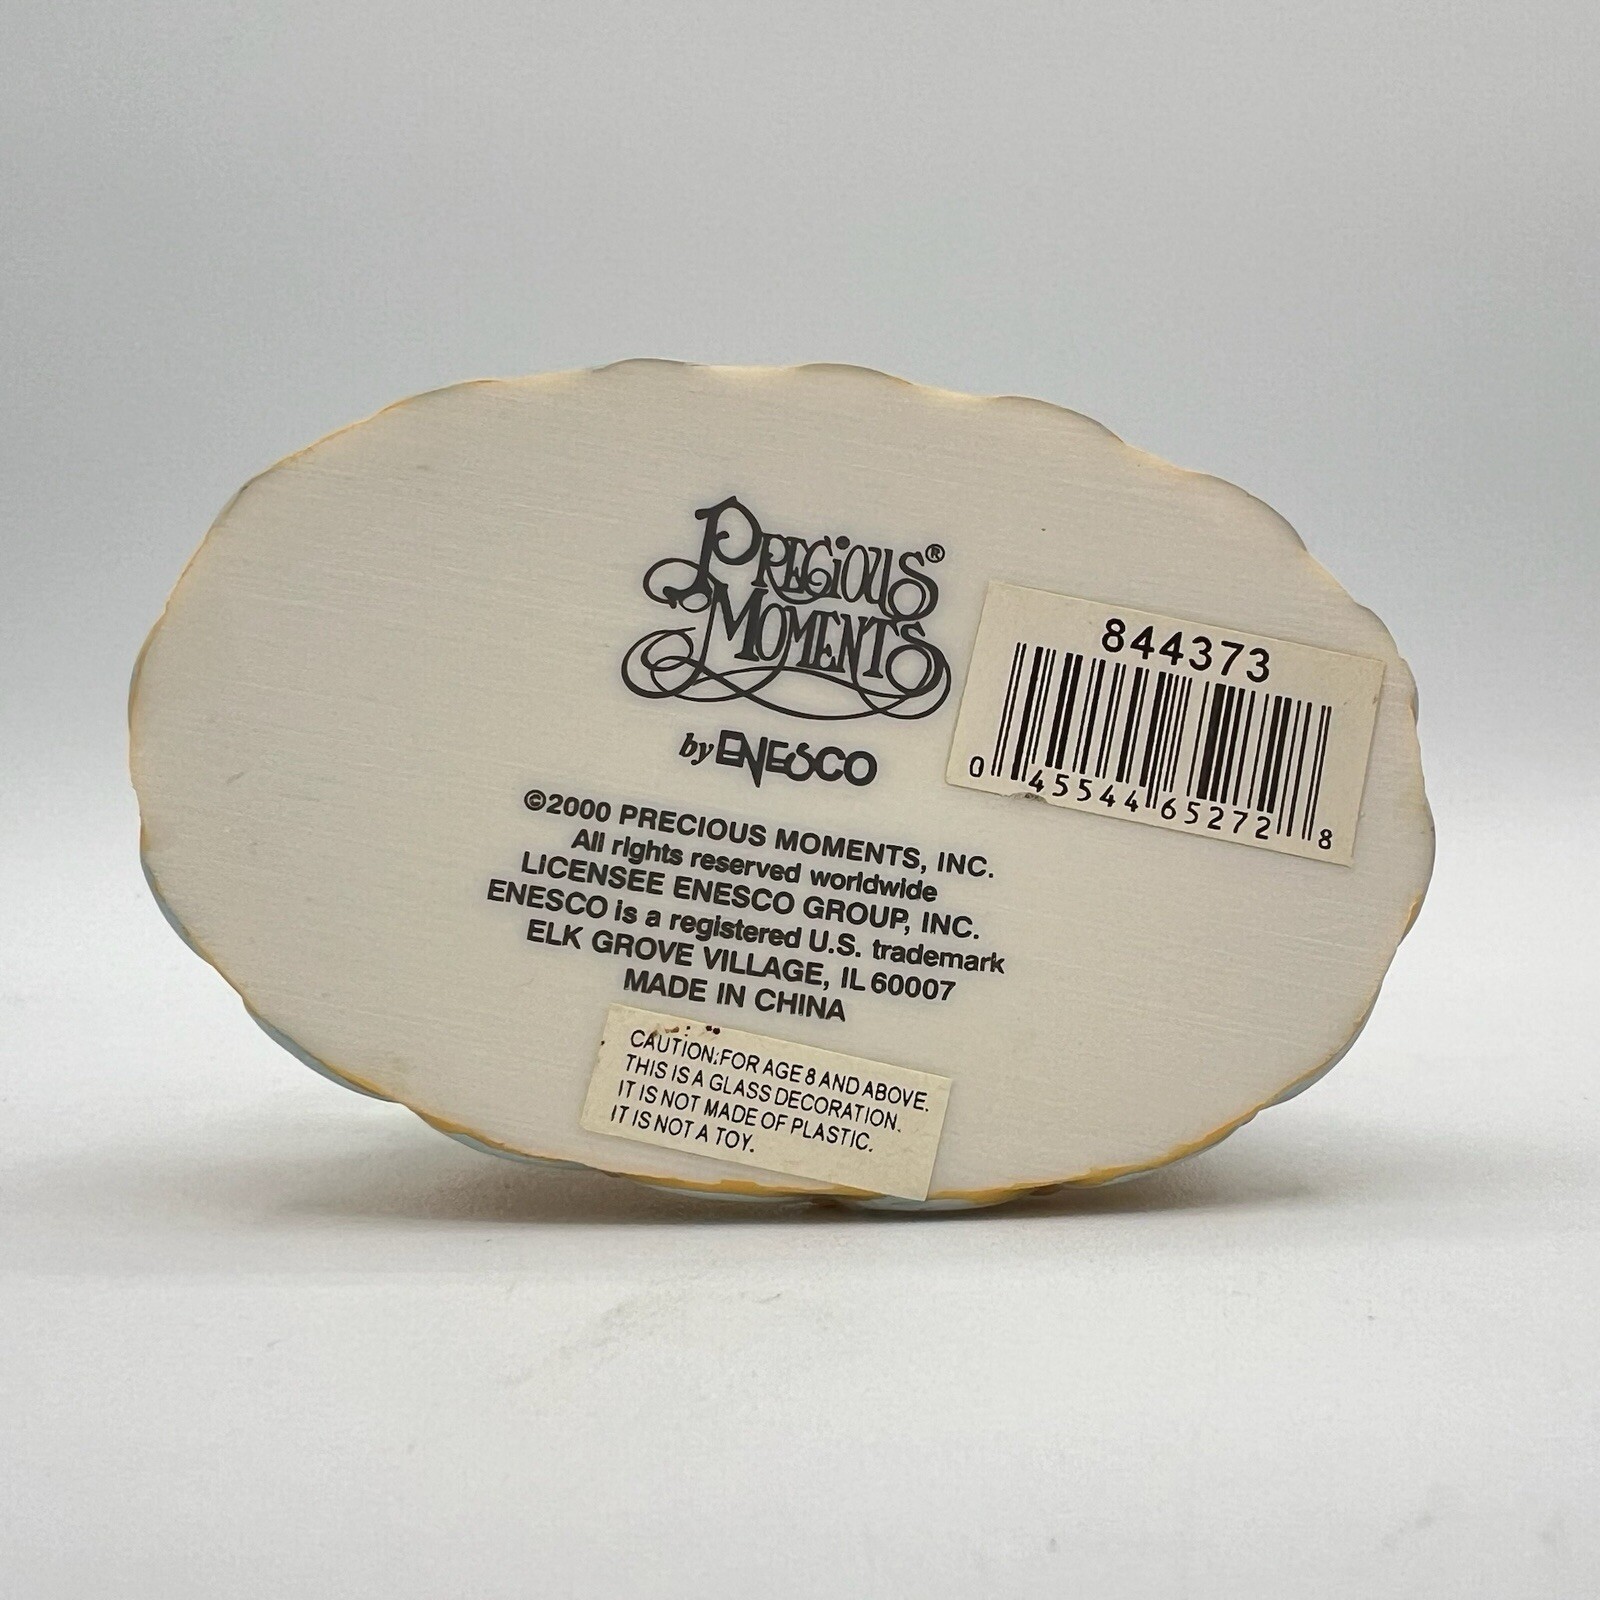 PRECIOUS®
MOMENTS
by ENESCO
©2000 PRECIOUS MOMENTS, INC.
All rights reserved worldwide
LICENSEE ENESCO GROUP, INC.
ENESCO is a registered U.S. trademark
ELK GROVE VILLAGE, IL 60007
MADE IN CHINA
844373
0 45544 65272 8
CAUTION:FOR AGE 8 AND ABOVE.
THIS IS A GLASS DECORATION.
IT IS NOT MADE OF PLASTIC.
IT IS NOT A TOY.